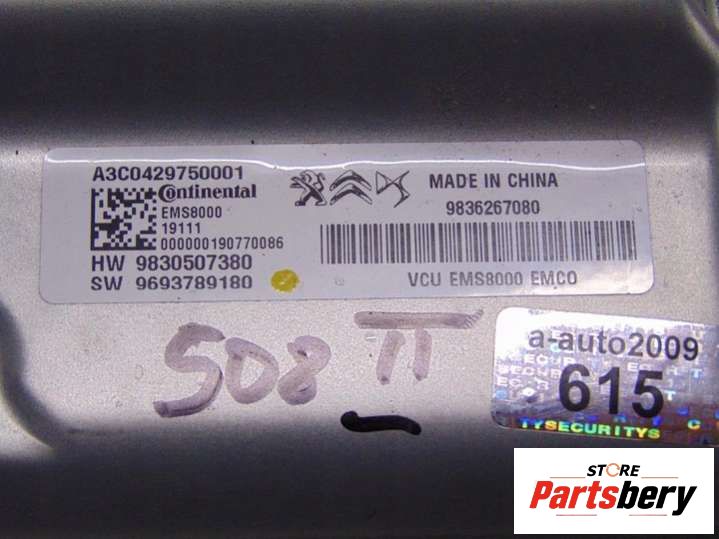 A3C0429750001
Continental
EMS8000
19111
000000190770086
HW 9830507380
SW 9693789180
MADE IN CHINA
9836267080
VCU EMS8000 EMCO
508 II
a-auto2009
615
TYSECURITYS
STORE
Partsbery